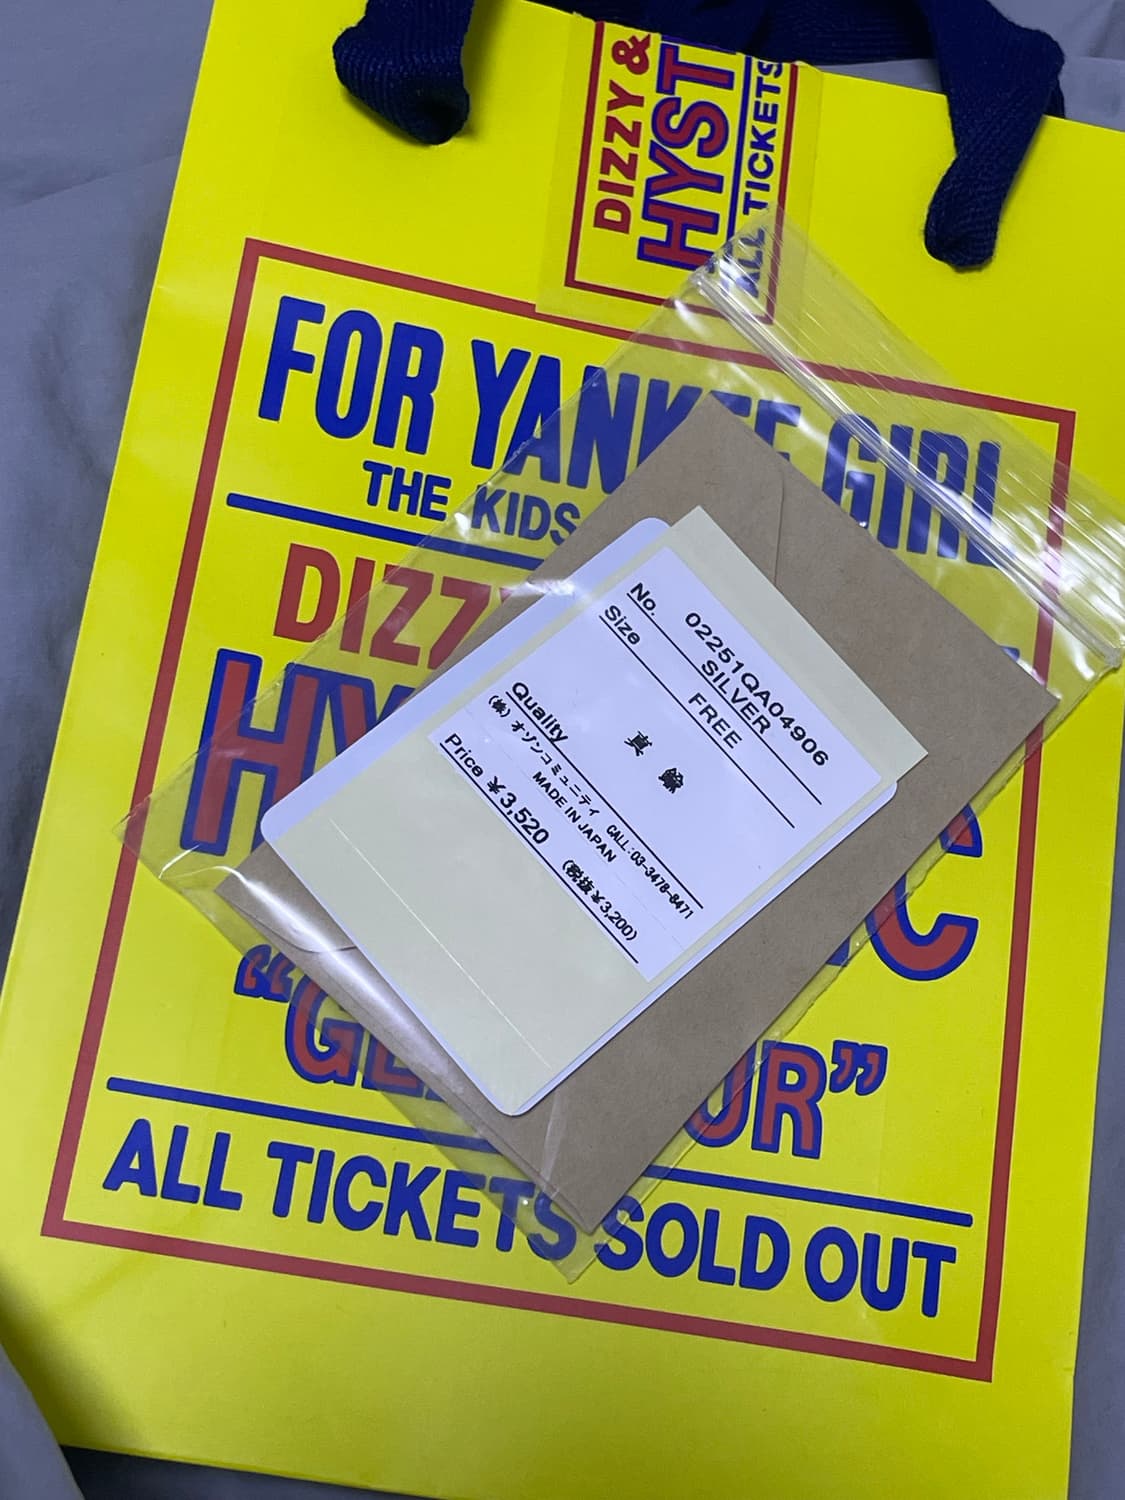 DIZZY &
HYST
ALL TICKETS
FOR YANKEE GIRL
THE KIDS
DIZZ
HY
C
"GL
UR"
ALL TICKETS SOLD OUT
No. 02251QA04906
SILVER
Size FREE
Quality 真鍮
(株)オゾンコミュニティ CALL:03-3478-8471
MADE IN JAPAN
Price ¥3,520 (税抜¥3,200)